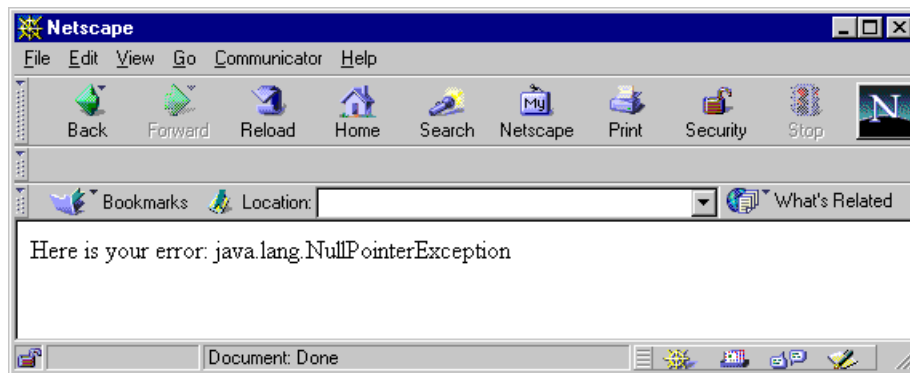 Netscape
File Edit View Go Communicator Help
My N
Back Forward Reload Home Search Netscape Print Security Stop
Bookmarks Location: What's Related
Here is your error: java.lang.NullPointerException
Document: Done